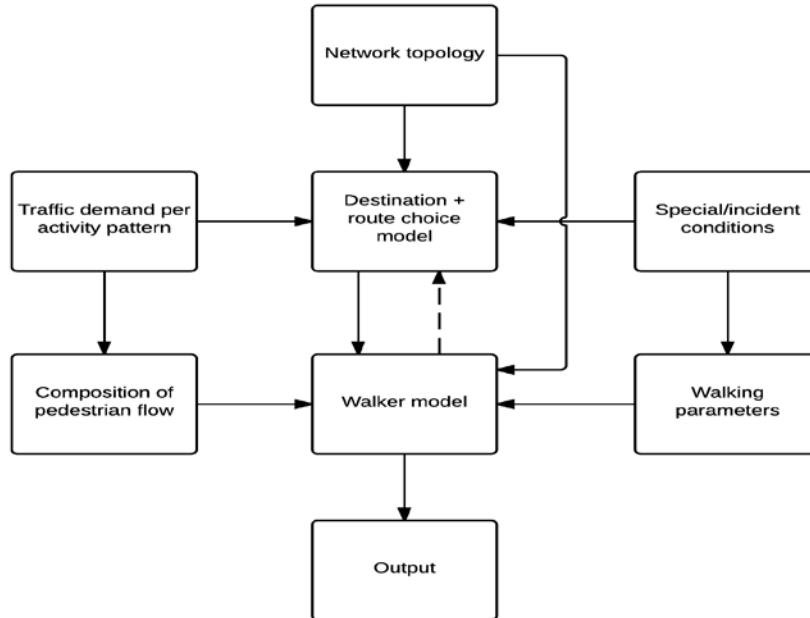 Network topology
Traffic demand per
activity pattern
Destination +
route choice
model
Special/incident
conditions
Composition of
pedestrian flow
Walker model
Walking
parameters
Output